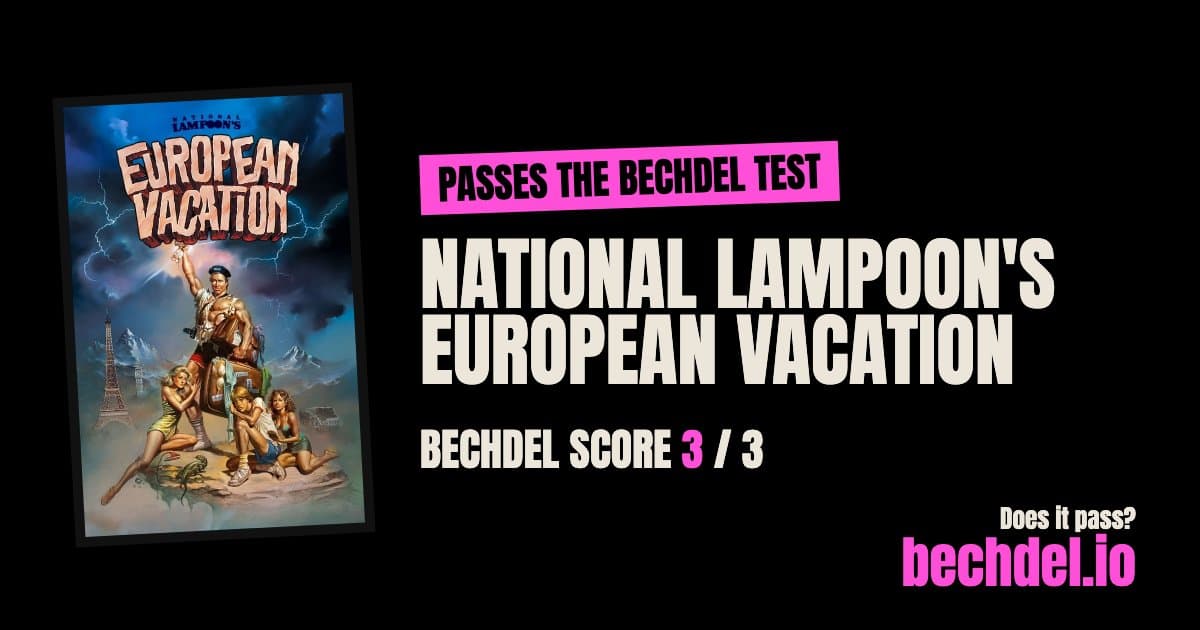 NATIONAL
LAMPOON'S
EUROPEAN
VACATION
PASSES THE BECHDEL TEST
NATIONAL LAMPOON'S
EUROPEAN VACATION
BECHDEL SCORE 3 / 3
Does it pass?
bechdel.io